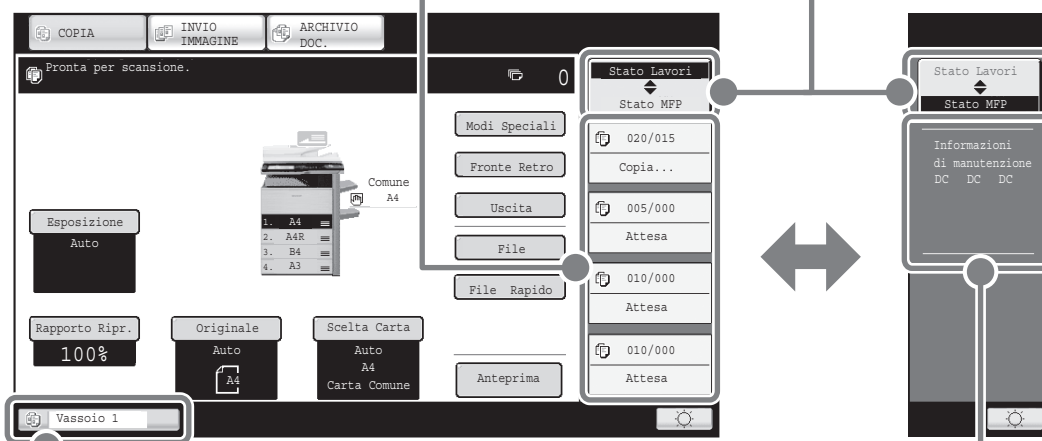 COPIA
INVIO
IMMAGINE
ARCHIVIO
DOC.
Pronta per scansione.
0
Stato Lavori
Stato MFP
020/015
Copia...
005/000
Attesa
010/000
Attesa
010/000
Attesa
Modi Speciali
Fronte Retro
Uscita
File
File Rapido
Anteprima
Comune
A4
1. A4
2. A4R
3. B4
4. A3
Esposizione
Auto
Rapporto Ripr.
100%
Originale
Auto
A4
Scelta Carta
Auto
A4
Carta Comune
Vassoio 1
Stato Lavori
Stato MFP
Informazioni
di manutenzione
DC DC DC